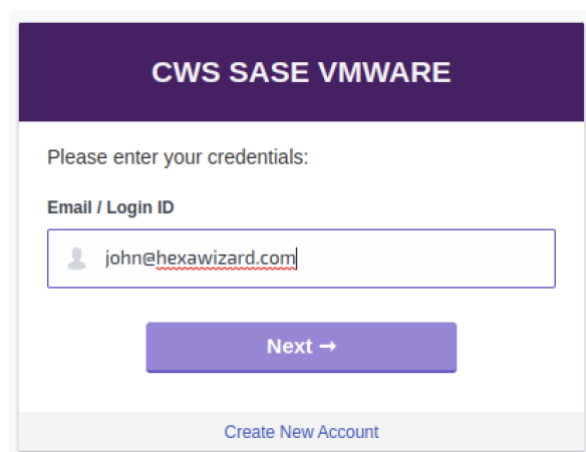 CWS SASE VMWARE
Please enter your credentials:
Email / Login ID
john@hexawizard.com
Next →
Create New Account